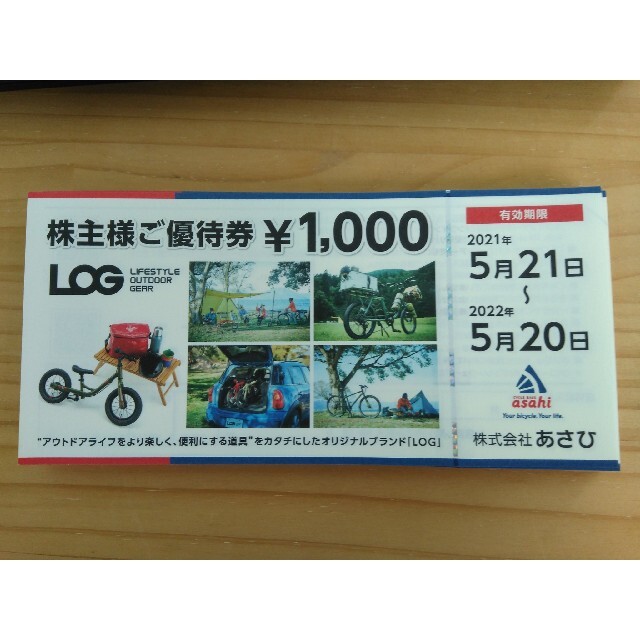 株主様ご優待券 ¥1,000
LOG LIFESTYLE
OUTDOOR
GEAR
"アウトドアライフをより楽しく、便利にする道具"をカタチにしたオリジナルブランド「LOG」
有効期限
2021年
5月21日
〜
2022年
5月20日
CYCLE BASE
asahi
Your bicycle. Your life.
株式会社 あさひ